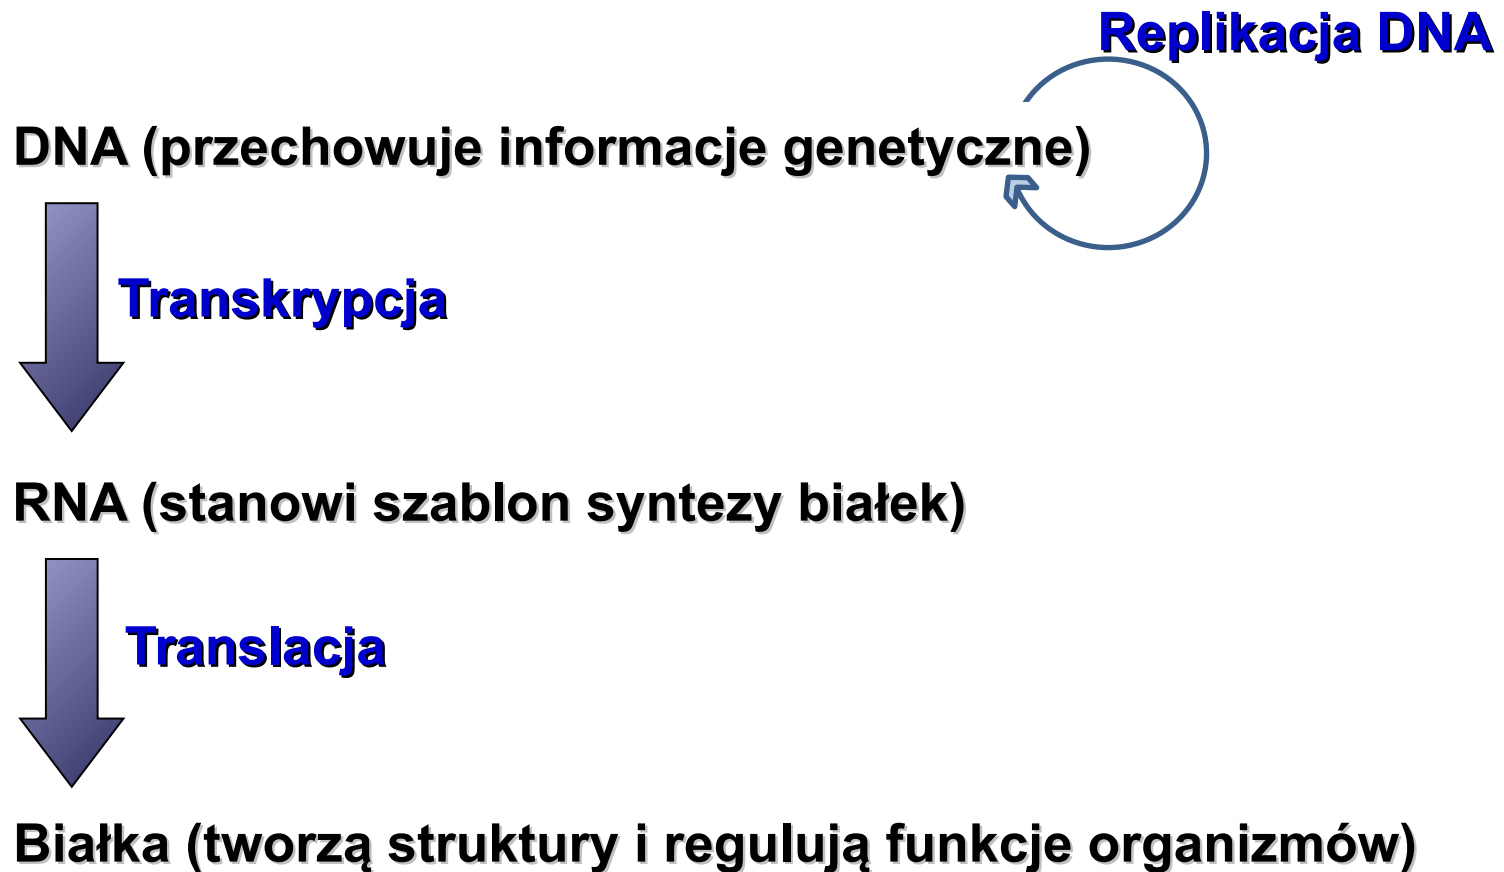 Replikacja DNA
DNA (przechowuje informacje genetyczne)
Transkrypcja
RNA (stanowi szablon syntezy białek)
Translacja
Białka (tworzą struktury i regulują funkcje organizmów)